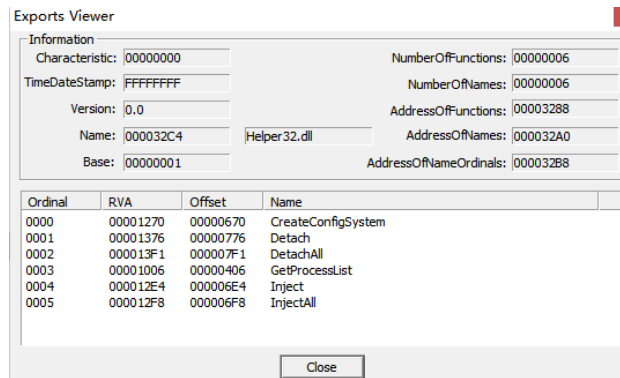 Exports Viewer
Information
Characteristic: 00000000 NumberOfFunctions: 00000006
TimeDateStamp: FFFFFFFF NumberOfNames: 00000006
Version: 0.0 AddressOfFunctions: 00003288
Name: 000032C4 Helper32.dll AddressOfNames: 000032A0
Base: 00000001 AddressOfNameOrdinals: 000032B8
Ordinal RVA Offset Name
0000 00001270 00000670 CreateConfigSystem
0001 00001376 00000776 Detach
0002 000013F1 000007F1 DetachAll
0003 00001006 00000406 GetProcessList
0004 000012E4 000006E4 Inject
0005 000012F8 000006F8 InjectAll
Close